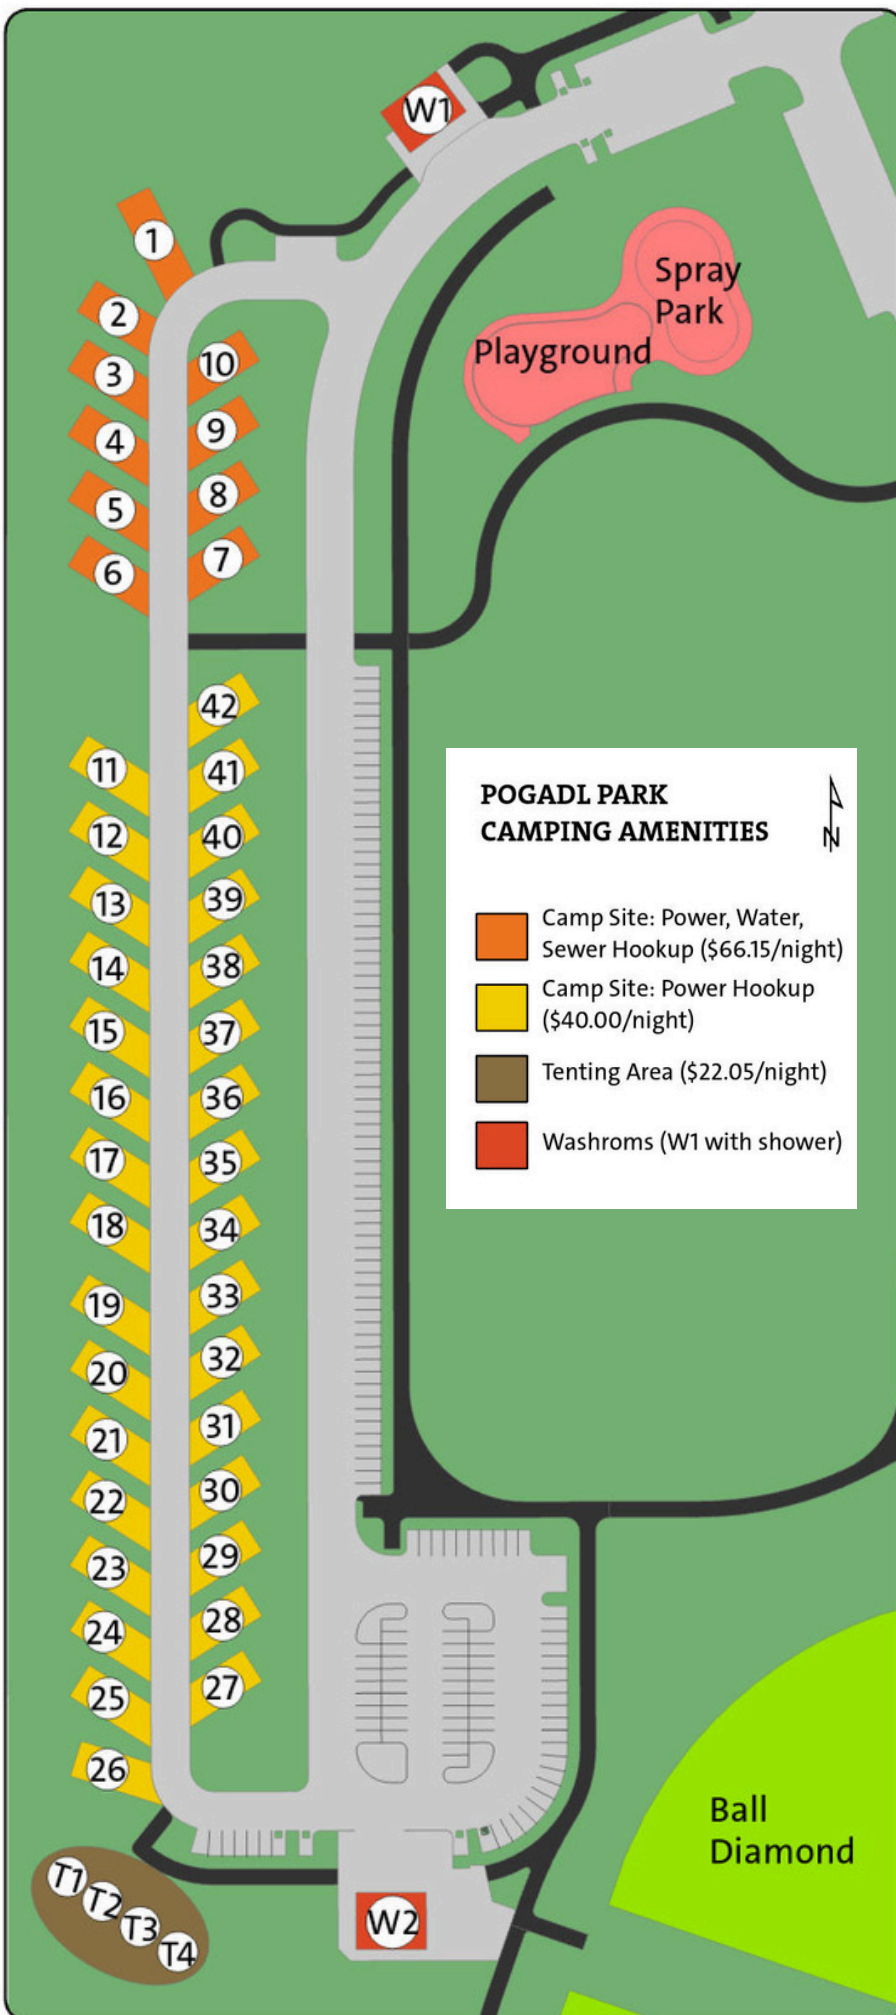 W1
1
2
3
4
5
6
10
9
8
7
Spray
Park
Playground
42
11
41
12
40
13
39
14
38
15
37
16
36
17
35
18
34
19
33
20
32
21
31
22
30
23
29
24
28
25
27
26
POGADL PARK
CAMPING AMENITIES
N
Camp Site: Power, Water,
Sewer Hookup ($66.15/night)
Camp Site: Power Hookup
($40.00/night)
Tenting Area ($22.05/night)
Washroms (W1 with shower)
Ball
Diamond
T1
T2
T3
T4
W2